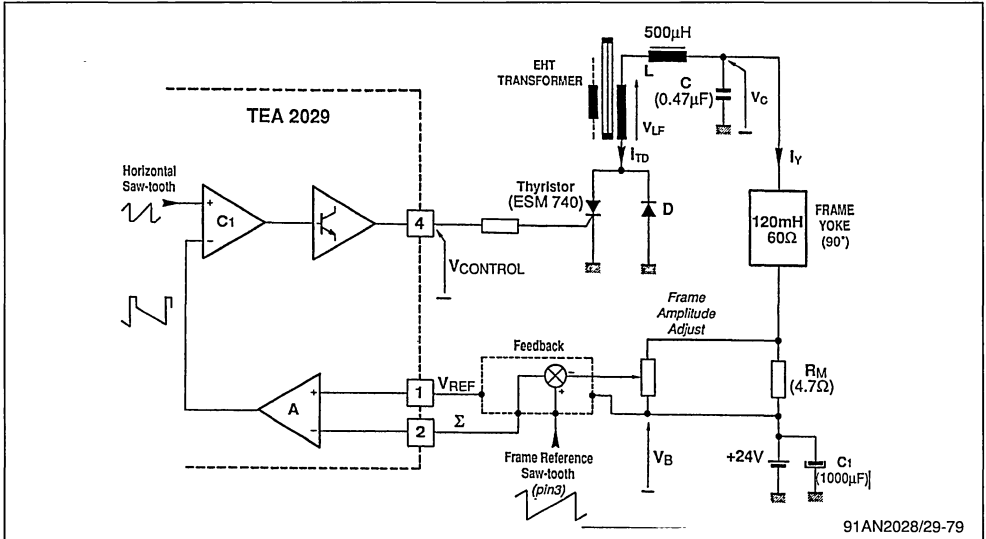 500µH
EHT
TRANSFORMER
L
C
(0.47µF)
VC
VLF
TEA 2029
ITD
IY
Horizontal
Saw-tooth
Thyristor
(ESM 740)
D
+
C1
−
4
120mH
60Ω
FRAME
YOKE
(90°)
VCONTROL
Frame
Amplitude
Adjust
Feedback
−
+
RM
(4.7Ω)
A
+
−
1
VREF
2
Σ
VB
+24V
C1
(1000µF)
Frame Reference
Saw-tooth
(pin3)
91AN2028/29-79